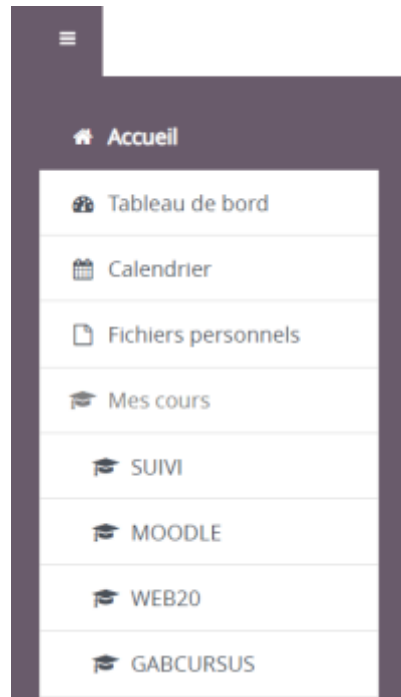 Accueil
Tableau de bord
Calendrier
Fichiers personnels
Mes cours
SUIVI
MOODLE
WEB20
GABCURSUS